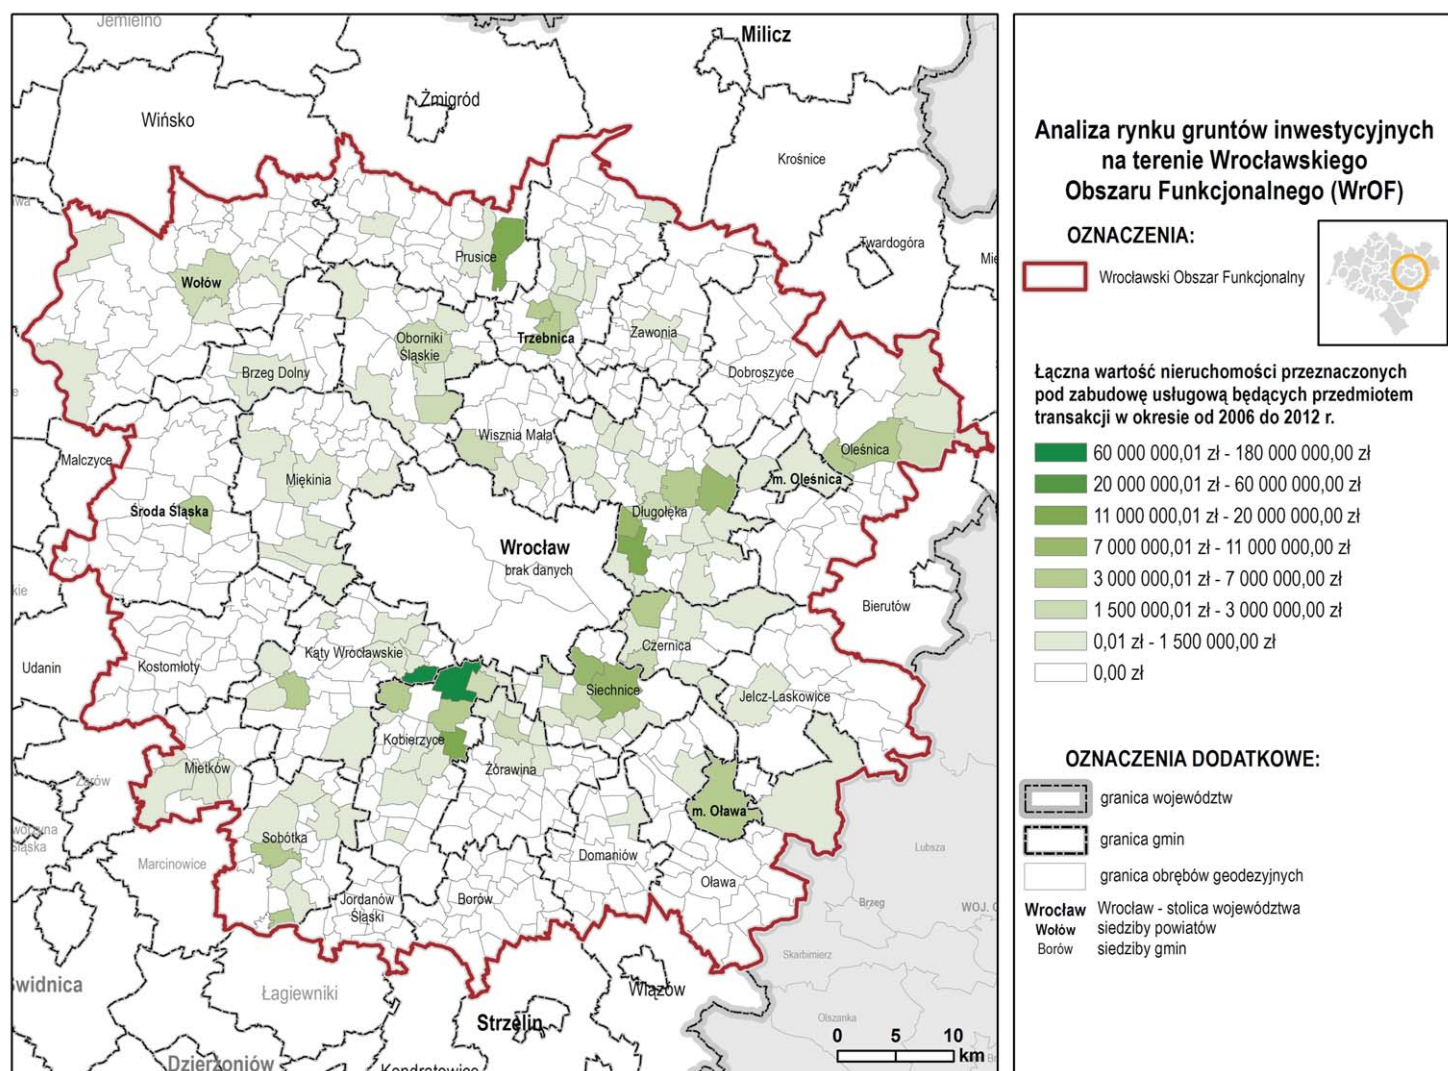 Jemielno
Milicz
Żmigród
Wińsko
Krośnice
Twardogóra
Prusice
Wołów
Trzebnica
Zawonia
Oborniki
Śląskie
Brzeg Dolny
Dobroszyce
Wisznia Mała
Oleśnica
Malczyce
Miękinia
m. Oleśnica
Środa Śląska
Długołęka
Wrocław
brak danych
Bierutów
Udanin
Kostomłoty
Kąty Wrocławskie
Czernica
Siechnice
Jelcz-Laskowice
Kobierzyce
Mietków
Żórawina
Żarów
m. Oława
Sobótka
Marcinowice
Domaniów
Lubsza
Oława
Jordanów
Śląski
Borów
Brzeg
WOJ.
Skarbimierz
Łagiewniki
Wiązów
Strzelin
Olszanka
Dzierżoniów
Kondratowice
0 5 10
km
Analiza rynku gruntów inwestycyjnych
na terenie Wrocławskiego
Obszaru Funkcjonalnego (WrOF)
OZNACZENIA:
Wrocławski Obszar Funkcjonalny
Łączna wartość nieruchomości przeznaczonych
pod zabudowę usługową będących przedmiotem
transakcji w okresie od 2006 do 2012 r.
60 000 000,01 zł - 180 000 000,00 zł
20 000 000,01 zł - 60 000 000,00 zł
11 000 000,01 zł - 20 000 000,00 zł
7 000 000,01 zł - 11 000 000,00 zł
3 000 000,01 zł - 7 000 000,00 zł
1 500 000,01 zł - 3 000 000,00 zł
0,01 zł - 1 500 000,00 zł
0,00 zł
OZNACZENIA DODATKOWE:
granica województw
granica gmin
granica obrębów geodezyjnych
Wrocław Wrocław - stolica województwa
Wołów siedziby powiatów
Borów siedziby gmin